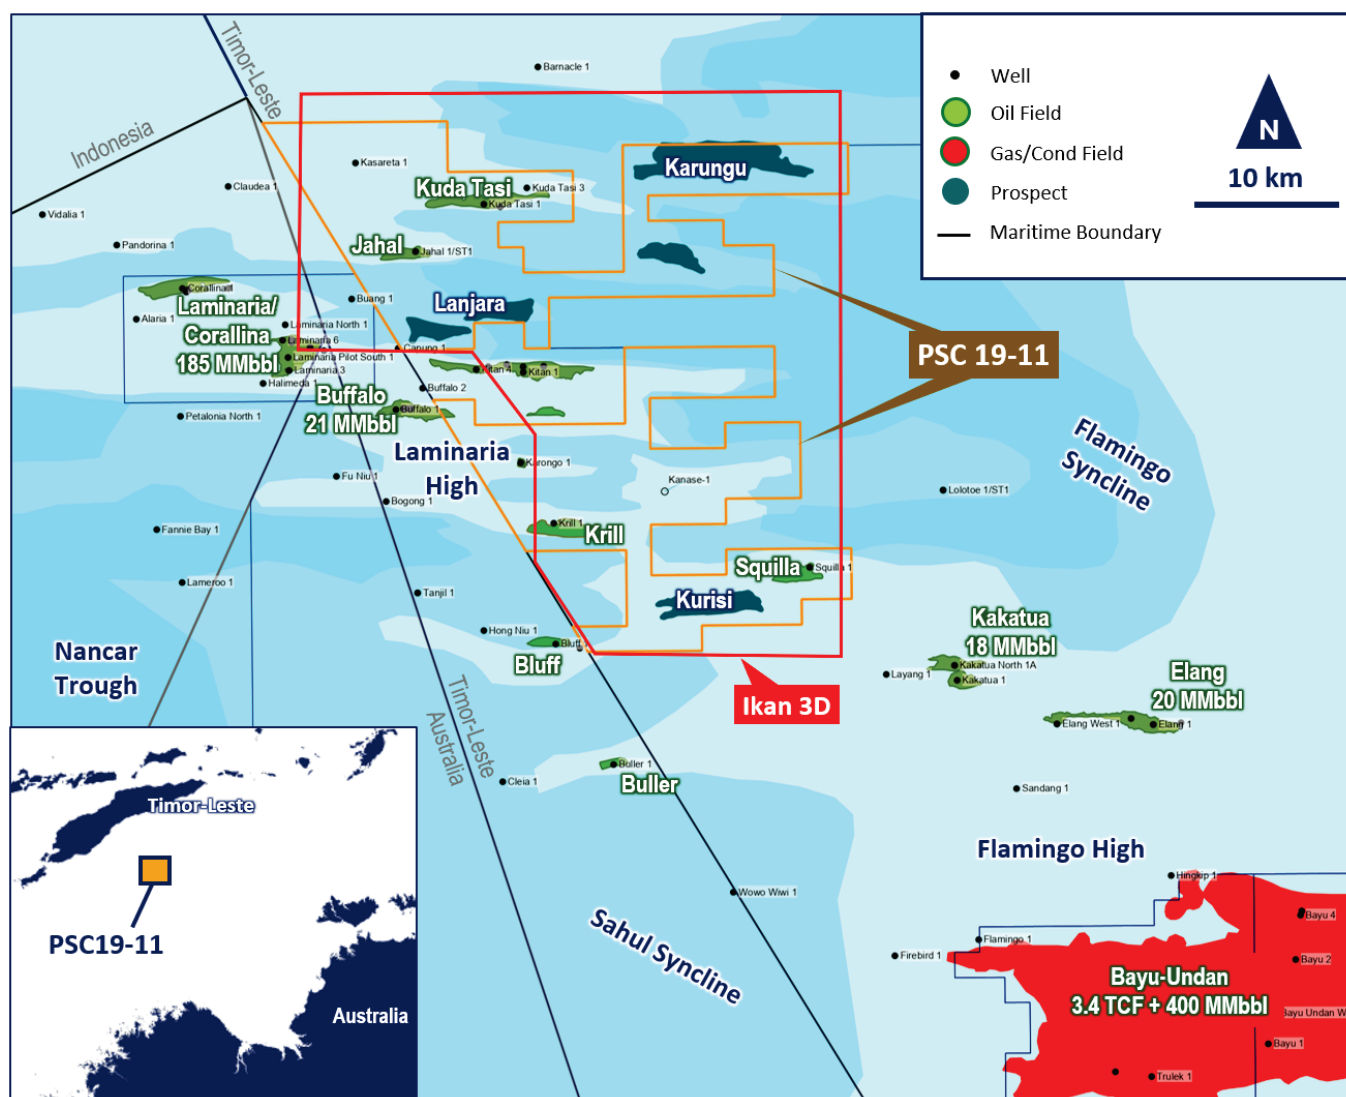 Timor-Leste
Indonesia
Barnacle 1
Well
Oil Field
Gas/Cond Field
Prospect
Maritime Boundary
N
10 km
Kasareta 1
Claudea 1
Vidalia 1
Pandorina 1
Kuda Tasi
Kuda Tasi 3
Kuda Tasi 1
Karungu
Jahal
Jahal 1/ST1
Buang 1
Lanjara
Laminaria/
Corallina
185 MMbbl
Alaria 1
Laminaria North 1
Laminaria 6
Laminaria Pilot South 1
Laminaria 3
Halimeda 1
Petalonia North 1
Kitan 4
Kitan 1
Buffalo 2
Buffalo
21 MMbbl
Buffalo 1
PSC 19-11
Laminaria
High
Karongo 1
Kanase-1
Fu Niu 1
Bogong 1
Flamingo
Syncline
Lolotoe 1/ST1
Fannie Bay 1
Lameroo 1
Krill 1
Krill
Squilla
Squilla 1
Kurisi
Tanjil 1
Hong Niu 1
Bluff
Nancar
Trough
Kakatua
18 MMbbl
Kakatua North 1A
Kakatua 1
Layang 1
Elang
20 MMbbl
Elang West 1
Elang 1
Ikan 3D
Timor-Leste
Australia
Cleia 1
Buller 1
Buller
Sandang 1
Flamingo High
Wowo Wiwi 1
Sahul Syncline
Firebird 1
Flamingo 1
Bayu 4
Bayu 2
Bayu-Undan
3.4 TCF + 400 MMbbl
Bayu Undan W
Bayu 1
Trulek 1
Timor-Leste
PSC19-11
Australia